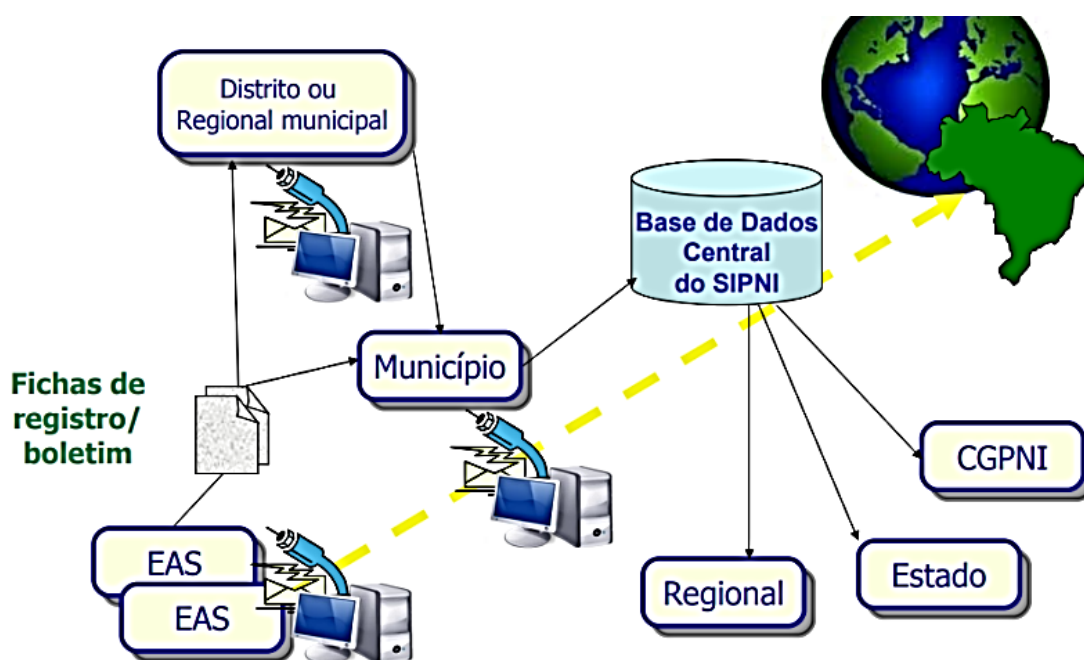 Distrito ou
Regional municipal
Base de Dados
Central
do SIPNI
Município
Fichas de
registro/
boletim
CGPNI
EAS
EAS
Regional
Estado